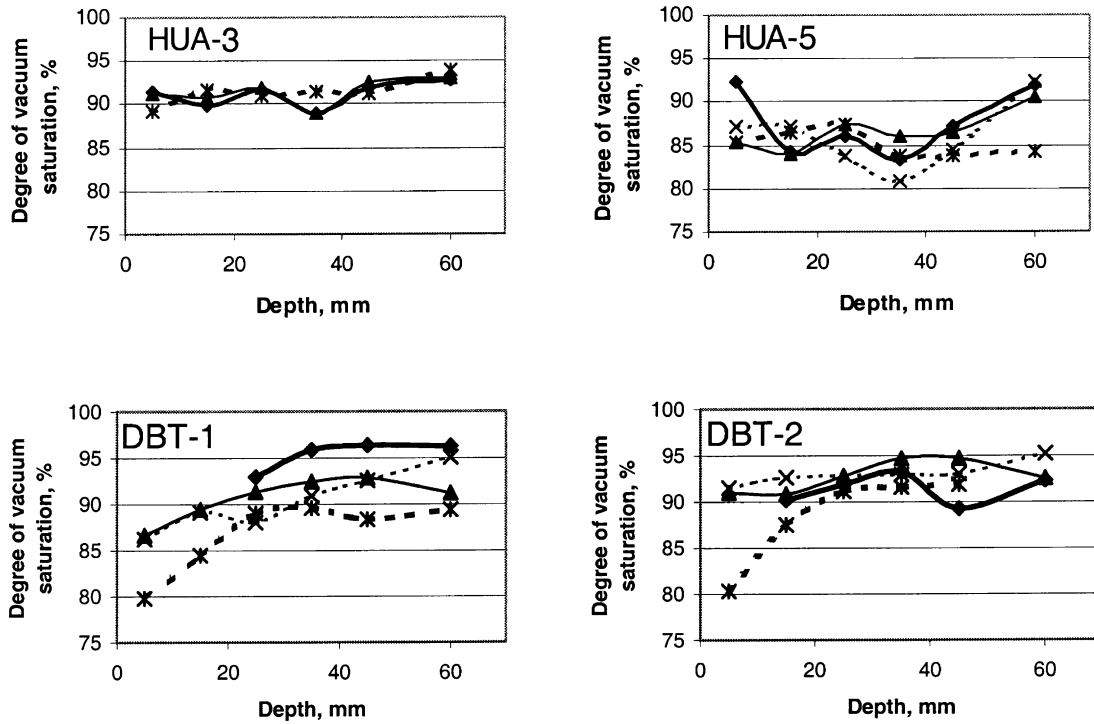 HUA-3
Degree of vacuum
saturation, %
100
95
90
85
80
75
0
20
40
60
Depth, mm
HUA-5
Degree of vacuum
saturation, %
100
95
90
85
80
75
0
20
40
60
Depth, mm
DBT-1
Degree of vacuum
saturation, %
100
95
90
85
80
75
0
20
40
60
Depth, mm
DBT-2
Degree of vacuum
saturation, %
100
95
90
85
80
75
0
20
40
60
Depth, mm